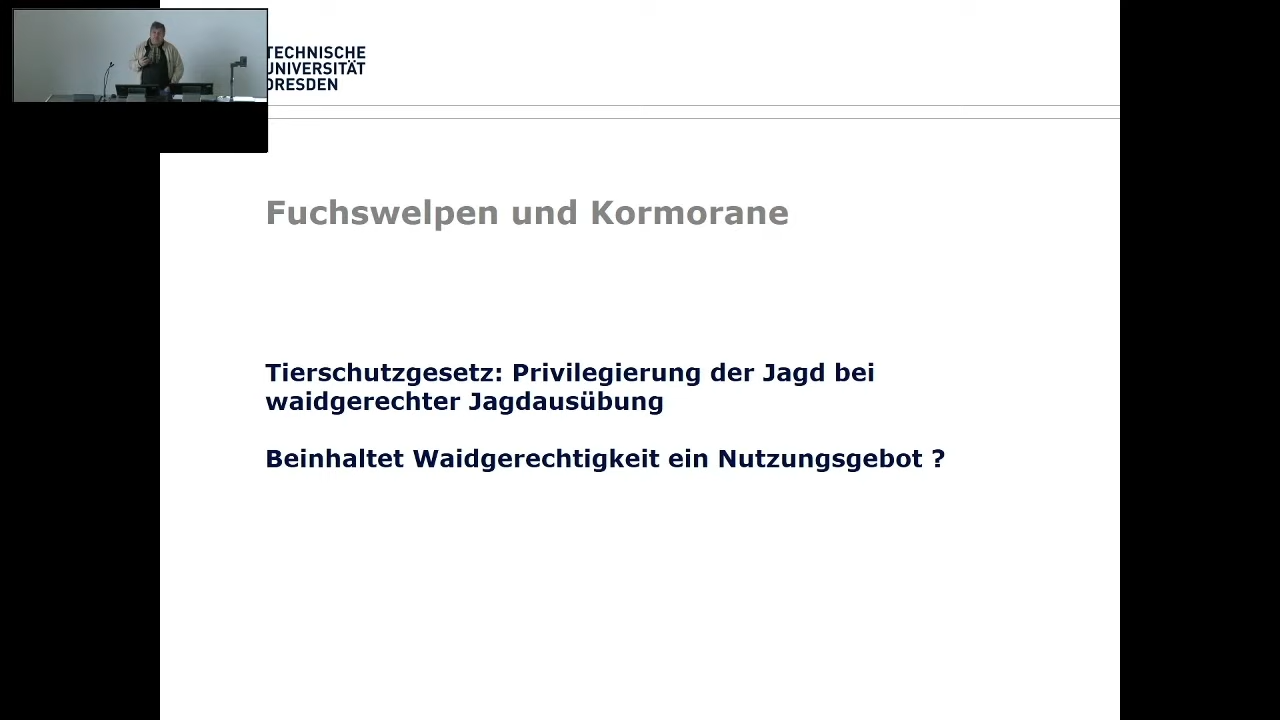 TECHNISCHE
UNIVERSITÄT
DRESDEN
Fuchswelpen und Kormorane
Tierschutzgesetz: Privilegierung der Jagd bei
waidgerechter Jagdausübung
Beinhaltet Waidgerechtigkeit ein Nutzungsgebot ?